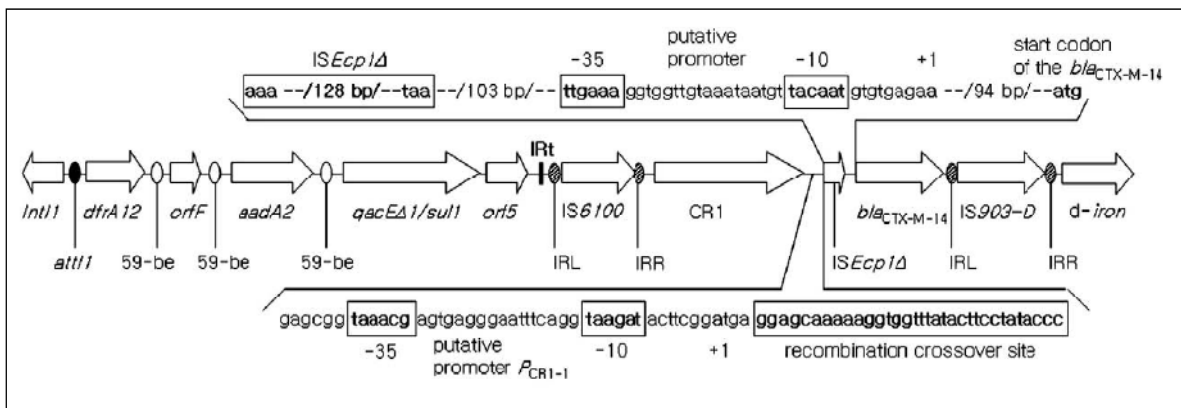 ISEcp1Δ -35 putative promoter -10 +1 start codon of the blaCTX-M-14
aaa --/128 bp/--taa --/103 bp/-- ttgaaa ggtggttgtaaataatgt tacaat gtgtgagaa --/94 bp/--atg
IRt
IntI1 dfrA12 orfF aadA2 qacEΔ1/sul1 orf5 IS6100 CR1 blaCTX-M-14 IS903-D d-iron
attI1 59-be 59-be 59-be IRL IRR ISEcp1Δ IRL IRR
gagcgg taaacg agtgagggaatttcagg taagat acttcggatga ggagcaaaaaggtggtttatacttcctataccc
-35 putative promoter PCR1-1 -10 +1 recombination crossover site